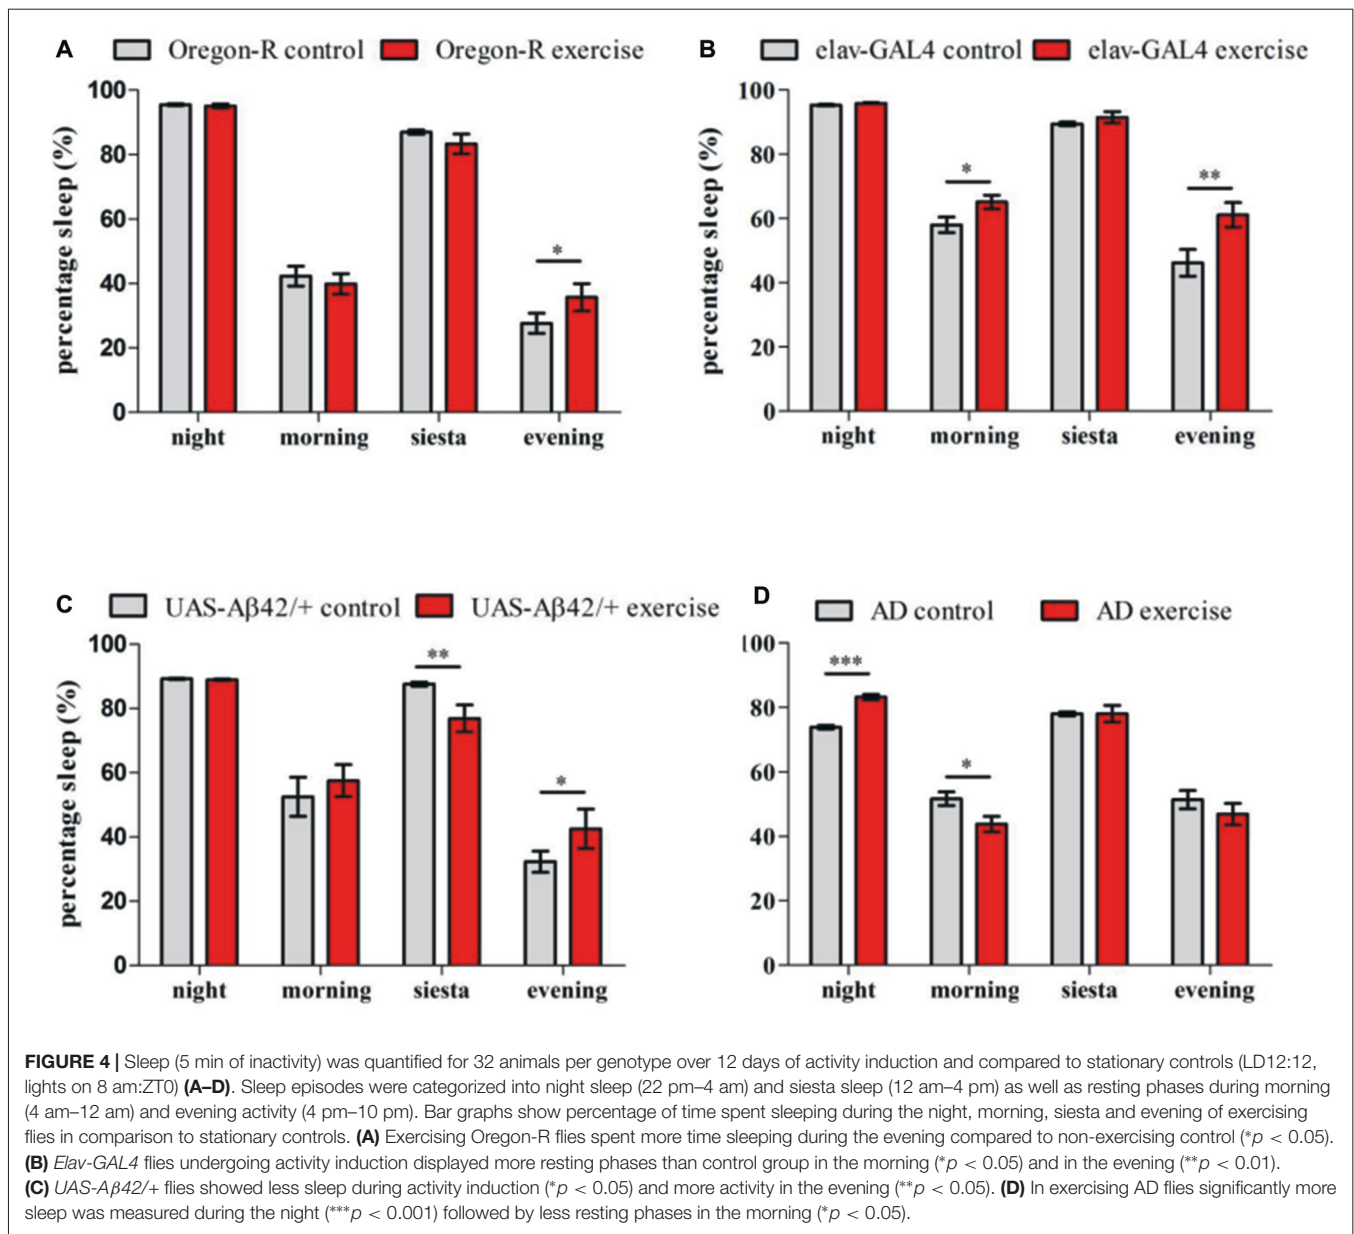 A Oregon-R control Oregon-R exercise
percentage sleep (%)
100
80
60
40
20
0
*
night morning siesta evening
B elav-GAL4 control elav-GAL4 exercise
percentage sleep (%)
100
80
60
40
20
0
* **
night morning siesta evening
C UAS-Aβ42/+ control UAS-Aβ42/+ exercise
percentage sleep (%)
100
80
60
40
20
0
** *
night morning siesta evening
D AD control AD exercise
100
80
60
40
20
0
*** *
night morning siesta evening
FIGURE 4 | Sleep (5 min of inactivity) was quantified for 32 animals per genotype over 12 days of activity induction and compared to stationary controls (LD12:12,
lights on 8 am:ZT0) (A–D). Sleep episodes were categorized into night sleep (22 pm–4 am) and siesta sleep (12 am–4 pm) as well as resting phases during morning
(4 am–12 am) and evening activity (4 pm–10 pm). Bar graphs show percentage of time spent sleeping during the night, morning, siesta and evening of exercising
flies in comparison to stationary controls. (A) Exercising Oregon-R flies spent more time sleeping during the evening compared to non-exercising control (*p < 0.05).
(B) Elav-GAL4 flies undergoing activity induction displayed more resting phases than control group in the morning (*p < 0.05) and in the evening (**p < 0.01).
(C) UAS-Aβ42/+ flies showed less sleep during activity induction (*p < 0.05) and more activity in the evening (**p < 0.05). (D) In exercising AD flies significantly more
sleep was measured during the night (***p < 0.001) followed by less resting phases in the morning (*p < 0.05).